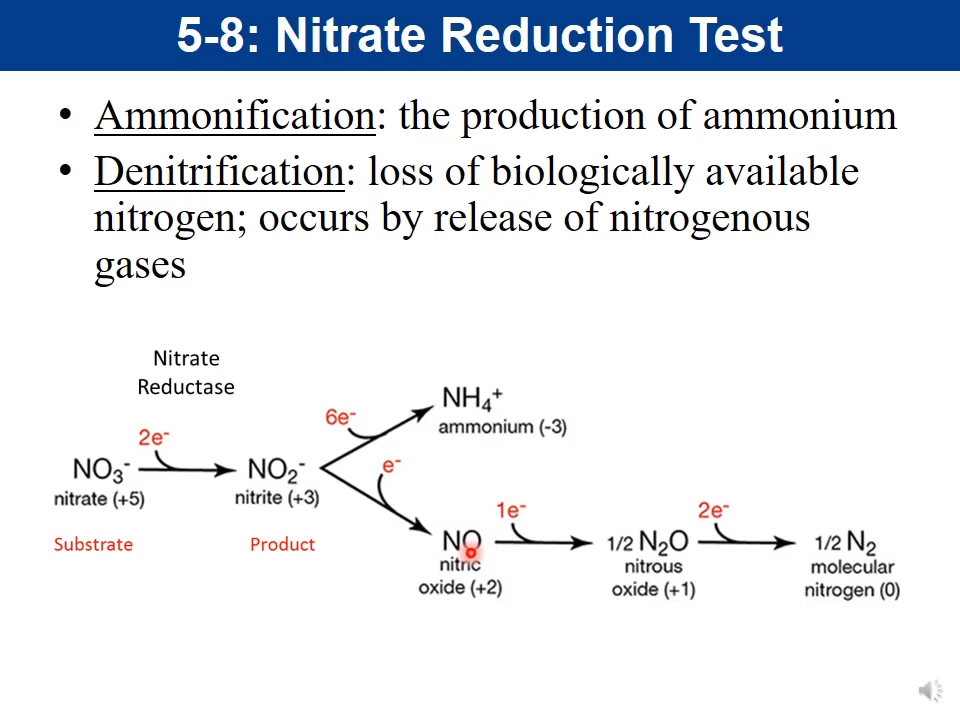 5-8: Nitrate Reduction Test
• Ammonification: the production of ammonium
• Denitrification: loss of biologically available
nitrogen; occurs by release of nitrogenous
gases
Nitrate
Reductase
2e⁻
NO₃⁻
nitrate (+5)
Substrate
NO₂⁻
nitrite (+3)
Product
6e⁻
NH₄⁺
ammonium (-3)
e⁻
NO
nitric
oxide (+2)
1e⁻
1/2 N₂O
nitrous
oxide (+1)
2e⁻
1/2 N₂
molecular
nitrogen (0)